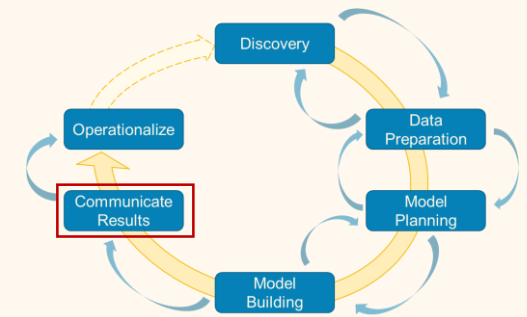 Discovery
Data
Preparation
Model
Planning
Model
Building
Communicate
Results
Operationalize